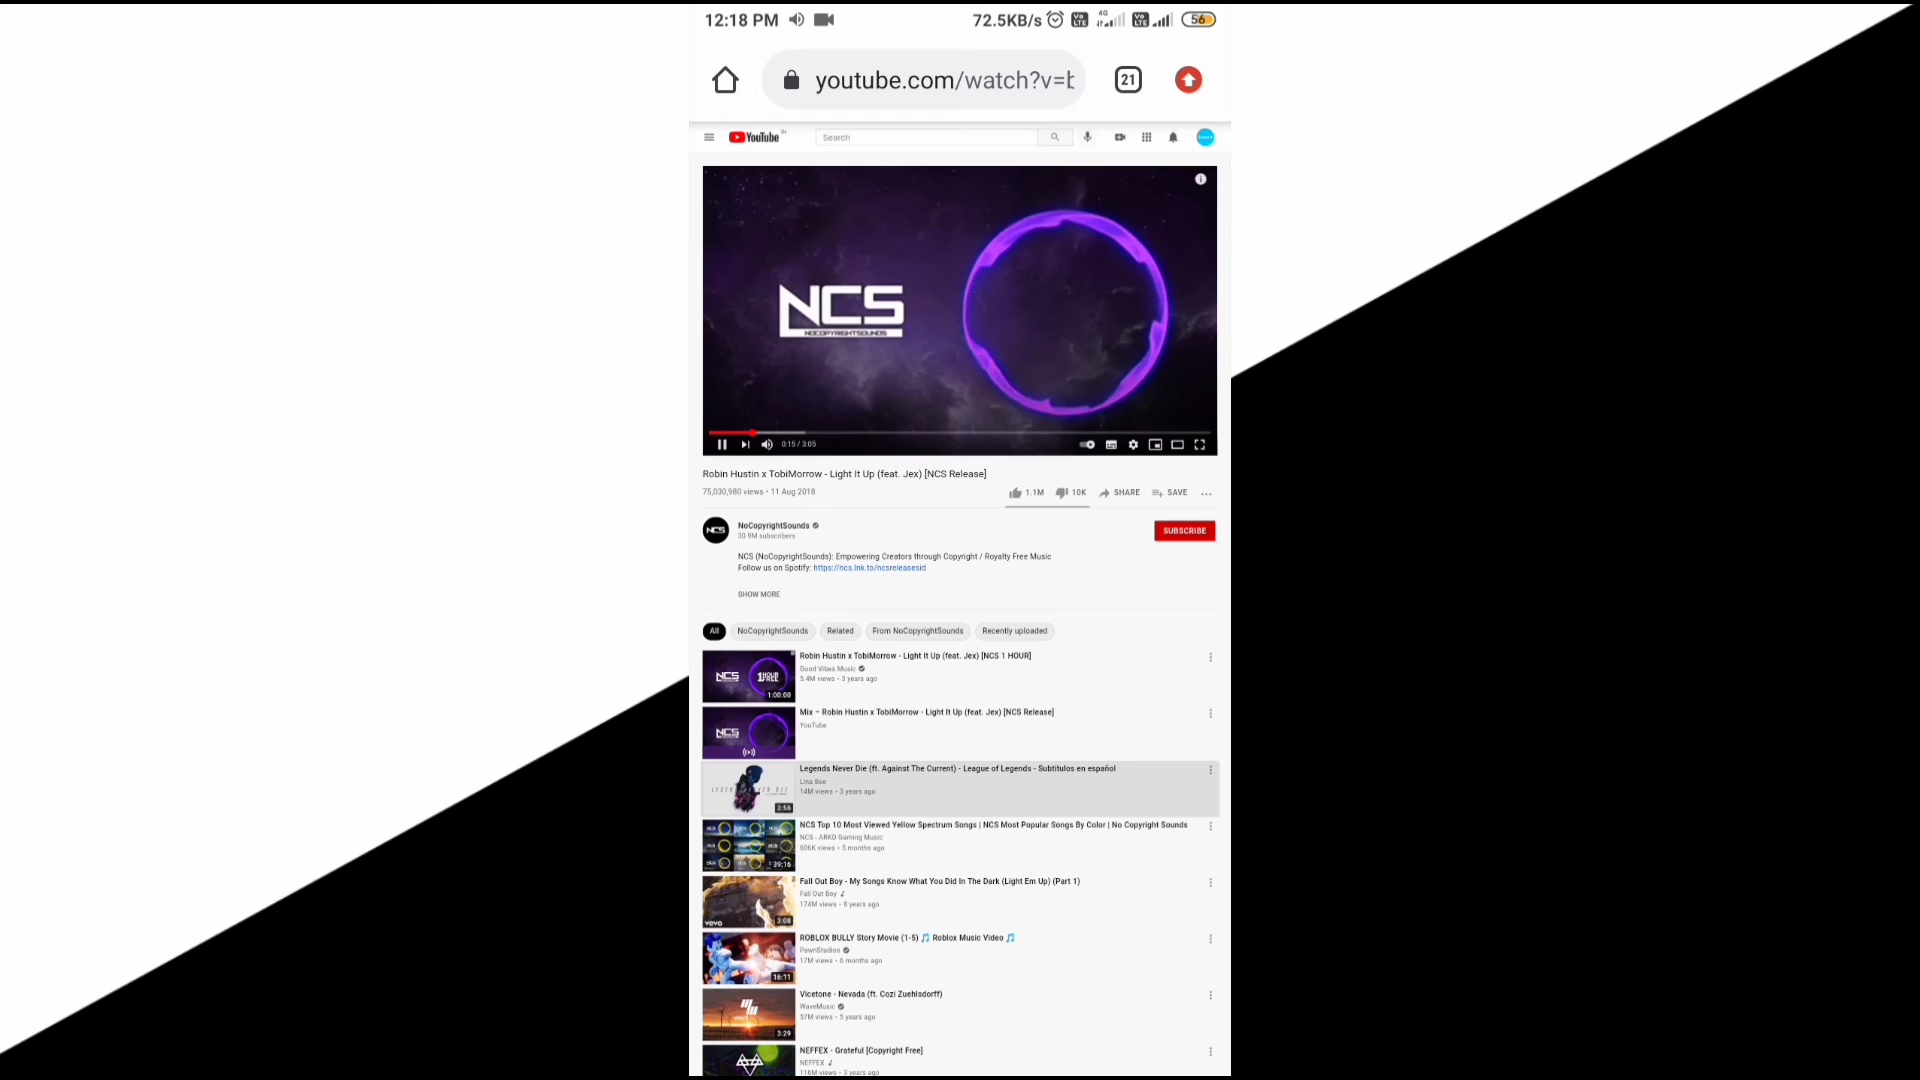 12:18 PM 72.5KB/s 4G 56
youtube.com/watch?v=b 21
YouTube IN Search
NCS
NOCOPYRIGHTSOUNDS
0:15 / 3:05
Robin Hustin x TobiMorrow - Light It Up (feat. Jex) [NCS Release]
75,030,980 views • 11 Aug 2018 1.1M 10K SHARE SAVE
NCS NoCopyrightSounds SUBSCRIBE
30.9M subscribers
NCS (NoCopyrightSounds): Empowering Creators through Copyright / Royalty Free Music
Follow us on Spotify: https://ncs.lnk.to/ncsreleasesid
SHOW MORE
All NoCopyrightSounds Related From NoCopyrightSounds Recently uploaded
Robin Hustin x TobiMorrow - Light It Up (feat. Jex) [NCS 1 HOUR]
Good Vibes Music
5.4M views • 3 years ago
NCS 1HOUR
1:00:00
Mix – Robin Hustin x TobiMorrow - Light It Up (feat. Jex) [NCS Release]
YouTube
NCS
Legends Never Die (ft. Against The Current) - League of Legends - Subtítulos en español
Lina Bee
14M views • 3 years ago
3:56
NCS Top 10 Most Viewed Yellow Spectrum Songs | NCS Most Popular Songs By Color | No Copyright Sounds
NCS - ARKD Gaming Music
606K views • 5 months ago
39:16
Fall Out Boy - My Songs Know What You Did In The Dark (Light Em Up) (Part 1)
Fall Out Boy
174M views • 8 years ago
vevo 3:08
ROBLOX BULLY Story Movie (1-5) 🎵 Roblox Music Video 🎵
PawnStudios
17M views • 6 months ago
16:11
Vicetone - Nevada (ft. Cozi Zuehlsdorff)
WaveMusic
57M views • 5 years ago
3:29
NEFFEX - Grateful [Copyright Free]
NEFFEX
116M views • 3 years ago